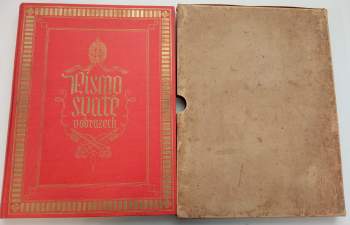 Písmo
svaté
v obrazech